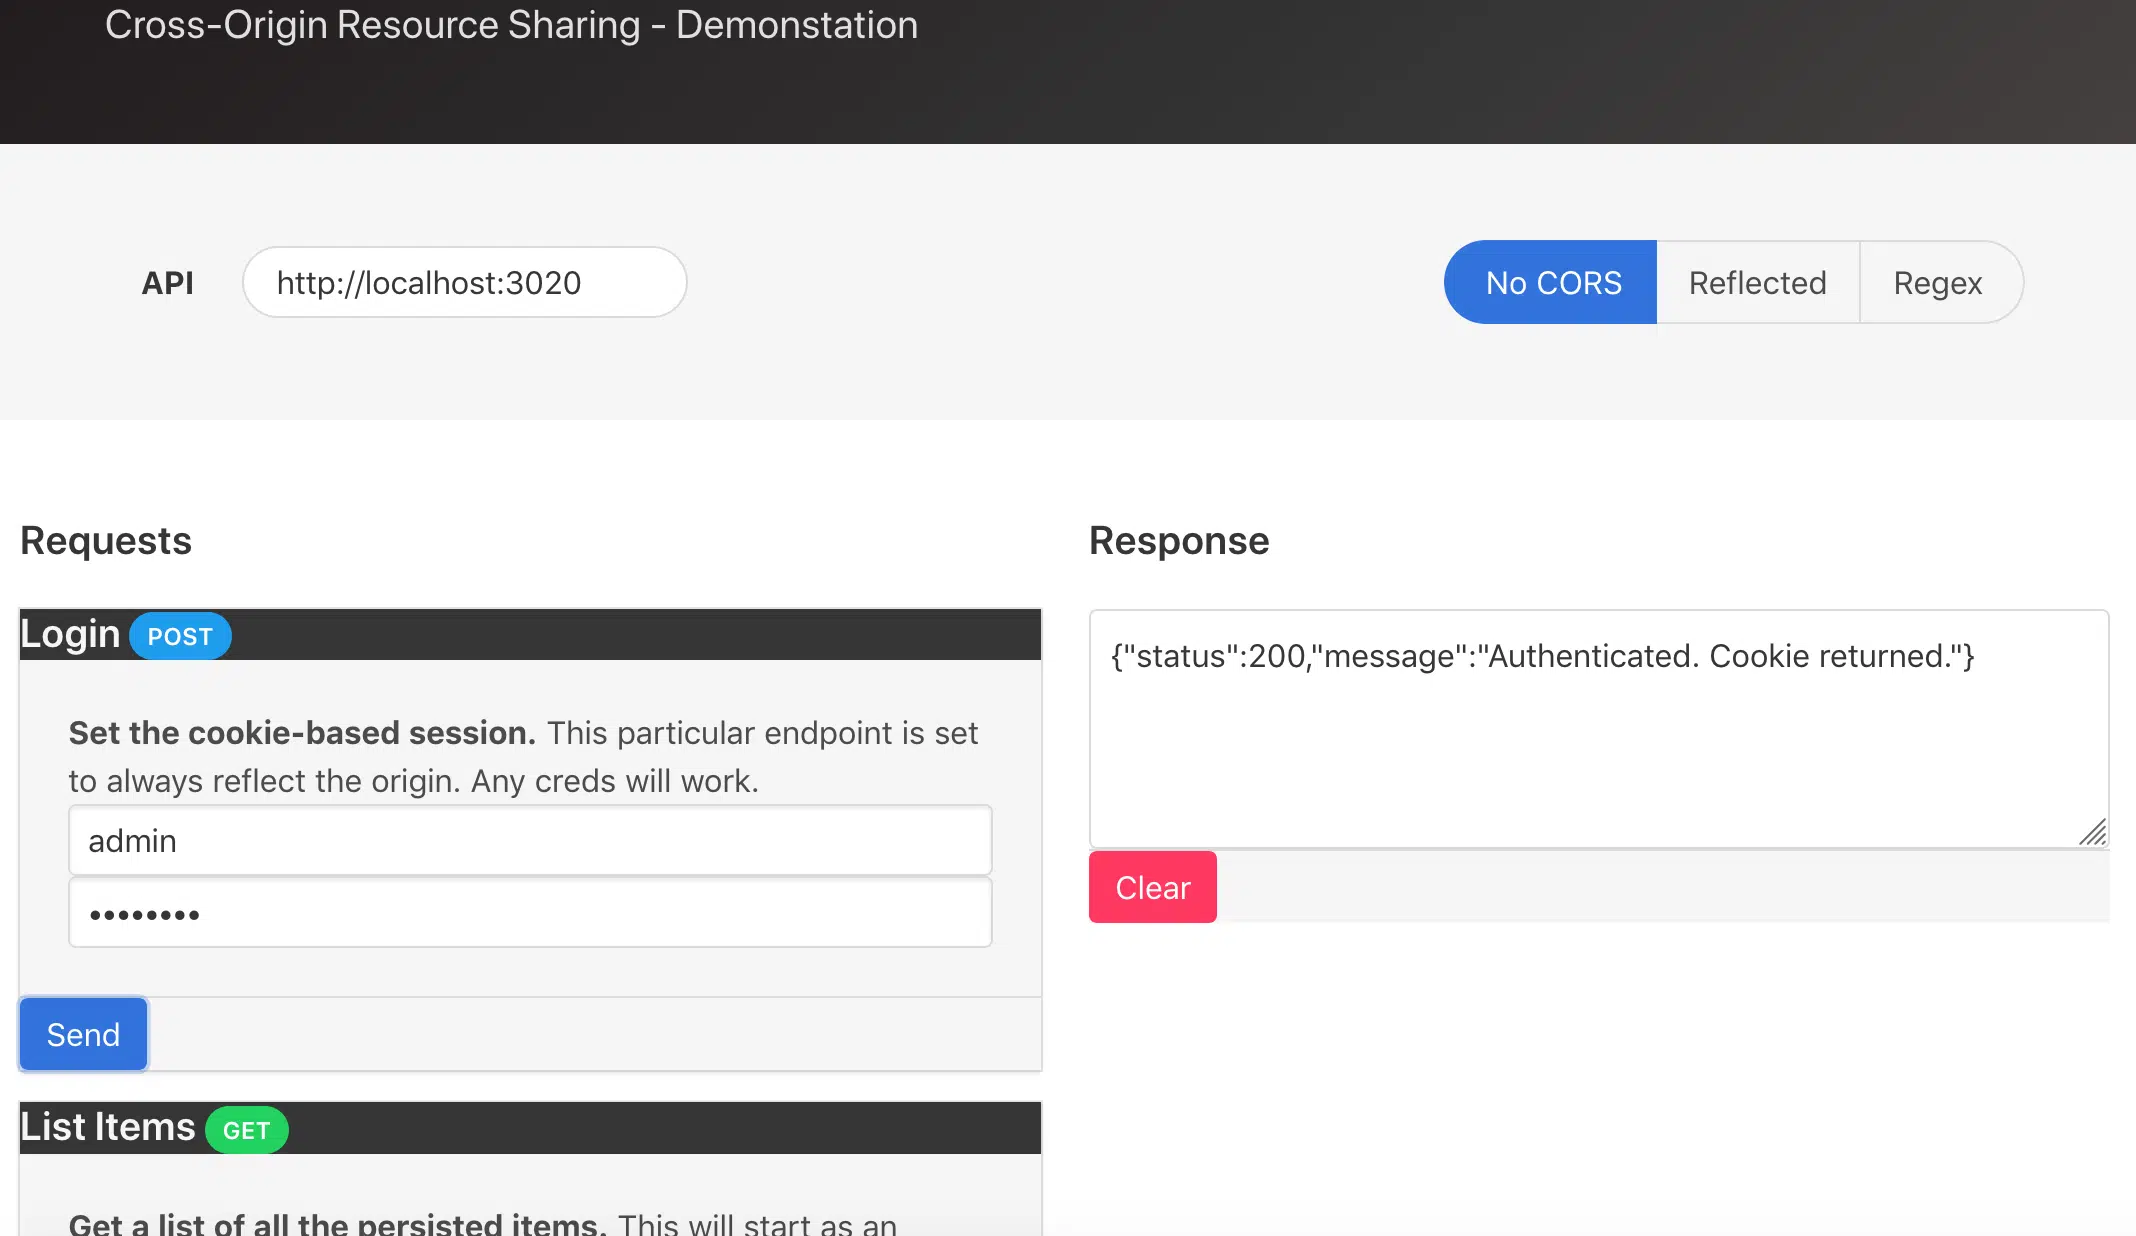 Cross-Origin Resource Sharing - Demonstation
API
http://localhost:3020
No CORS
Reflected
Regex
Requests
Response
Login POST
Set the cookie-based session. This particular endpoint is set
to always reflect the origin. Any creds will work.
admin
••••••••
Send
{"status":200,"message":"Authenticated. Cookie returned."}
Clear
List Items GET
Get a list of all the persisted items. This will start as an